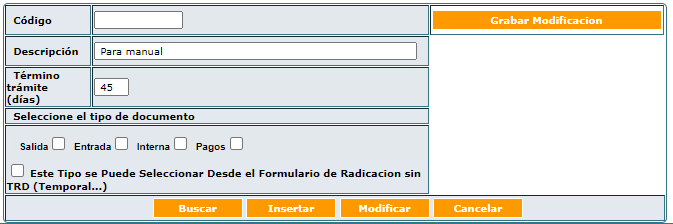 Código
Grabar Modificacion
Descripción
Para manual
Término
trámite
(días)
45
Seleccione el tipo de documento
Salida Entrada Interna Pagos
Este Tipo se Puede Seleccionar Desde el Formulario de Radicacion sin
TRD (Temporal...)
Buscar Insertar Modificar Cancelar